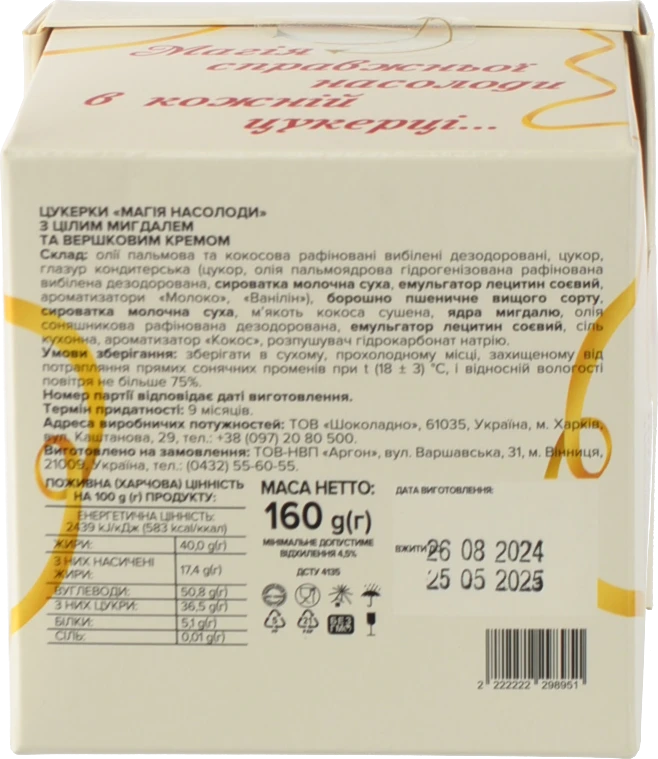 Магія
справжньої
насолоди
в кожній
цукерці...
ЦУКЕРКИ «МАГІЯ НАСОЛОДИ»
З ЦІЛИМ МИГДАЛЕМ
ТА ВЕРШКОВИМ КРЕМОМ
Склад: олії пальмова та кокосова рафіновані вибілені дезодоровані, цукор,
глазур кондитерська (цукор, олія пальмоядрова гідрогенізована рафінована
вибілена дезодорована, сироватка молочна суха, емульгатор лецитин соєвий,
ароматизатори «Молоко», «Ванілін»), борошно пшеничне вищого сорту,
сироватка молочна суха, м'якоть кокоса сушена, ядра мигдалю, олія
соняшникова рафінована дезодорована, емульгатор лецитин соєвий, сіль
кухонна, ароматизатор «Кокос», розпушувач гідрокарбонат натрію.
Умови зберігання: зберігати в сухому, прохолодному місці, захищеному від
потрапляння прямих сонячних променів при t (18 ± 3) °С, і відносній вологості
повітря не більше 75%.
Номер партії відповідає даті виготовлення.
Термін придатності: 9 місяців.
Адреса виробничих потужностей: ТОВ «Шоколадно», 61035, Україна, м. Харків,
вул. Каштанова, 29, тел.: +38 (097) 20 80 500.
Виготовлено на замовлення: ТОВ-НВП «Аргон», вул. Варшавська, 31, м. Вінниця,
21009, Україна, тел.: (0432) 55-60-55.
ПОЖИВНА (ХАРЧОВА) ЦІННІСТЬ
НА 100 g (г) ПРОДУКТУ:
ЕНЕРГЕТИЧНА ЦІННІСТЬ:
2439 kJ/кДж (583 kcal/ккал)
ЖИРИ: 40,0 g(г)
З НИХ НАСИЧЕНІ
ЖИРИ: 17,4 g(г)
ВУГЛЕВОДИ: 50,8 g(г)
З НИХ ЦУКРИ: 36,5 g(г)
БІЛКИ: 5,1 g(г)
СІЛЬ: 0,01 g(г)
МАСА НЕТТО:
160 g(г)
МІНІМАЛЬНЕ ДОПУСТИМЕ
ВІДХИЛЕННЯ 4,5%
ДСТУ 4135
ДАТА ВИГОТОВЛЕННЯ:
ВЖИТИ
26 08 2024
25 05 2025
5
21
PAP
2 222222 298951